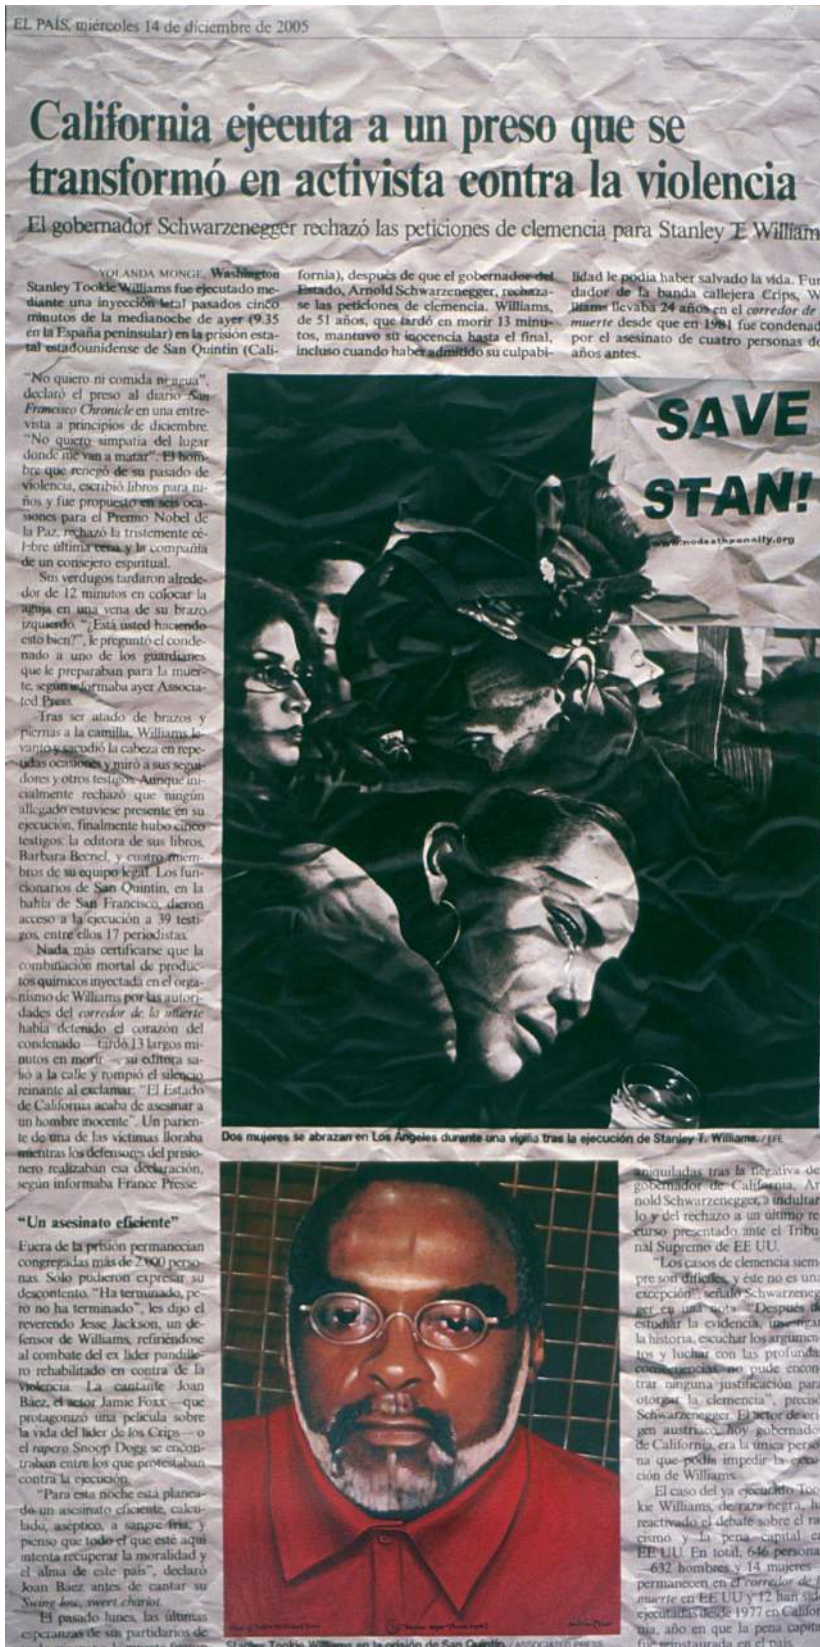 EL PAÍS, miércoles 14 de diciembre de 2005
California ejecuta a un preso que se
transformó en activista contra la violencia
El gobernador Schwarzenegger rechazó las peticiones de clemencia para Stanley T. William
YOLANDA MONGE, Washington
Stanley Tookie Williams fue ejecutado me-
diante una inyección letal pasados cinco
minutos de la medianoche de ayer (9.35
en la España peninsular) en la prisión esta-
tal estadounidense de San Quintín (Cali-
fornia), después de que el gobernador del
Estado, Arnold Schwarzenegger, rechaza-
se las peticiones de clemencia. Williams,
de 51 años, que tardó en morir 13 minu-
tos, mantuvo su inocencia hasta el final,
incluso cuando haber admitido su culpabi-
lidad le podía haber salvado la vida. Fun
dador de la banda callejera Crips, W
lliams llevaba 24 años en el corredor de
muerte desde que en 1981 fue condenad
por el asesinato de cuatro personas do
años antes.
"No quiero ni comida ni agua",
declaró el preso al diario San
Francisco Chronicle en una entre-
vista a principios de diciembre.
"No quiero simpatía del lugar
donde me van a matar". El hom-
bre que renegó de su pasado de
violencia, escribió libros para ni-
ños y fue propuesto en seis oca-
siones para el Premio Nobel de
la Paz, rechazó la tristemente cé-
lebre última cena y la compañía
de un consejero espiritual.
Sus verdugos tardaron alrede-
dor de 12 minutos en colocar la
aguja en una vena de su brazo
izquierdo. "¿Está usted haciendo
esto bien?", le preguntó el conde-
nado a uno de los guardianes
que le preparaban para la muer-
te, según informaba ayer Associa-
ted Press.
Tras ser atado de brazos y
piernas a la camilla, Williams le-
vantó y sacudió la cabeza en repe-
tidas ocasiones y miró a sus segui-
dores y otros testigos. Aunque ini-
cialmente rechazó que ningún
allegado estuviese presente en su
ejecución, finalmente hubo cinco
testigos: la editora de sus libros,
Barbara Becnel, y cuatro miem-
bros de su equipo legal. Los fun-
cionarios de San Quintín, en la
bahía de San Francisco, dieron
acceso a la ejecución a 39 testi-
gos, entre ellos 17 periodistas.
Nada más certificarse que la
combinación mortal de produc-
tos químicos inyectada en el orga-
nismo de Williams por las autori-
dades del corredor de la muerte
había detenido el corazón del
condenado —tardó 13 largos mi-
nutos en morir—, su editora sa-
lió a la calle y rompió el silencio
reinante al exclamar: "El Estado
de California acaba de asesinar a
un hombre inocente". Un parien-
te de una de las víctimas lloraba
mientras los defensores del prisio-
nero realizaban esa declaración,
según informaba France Presse.
"Un asesinato eficiente"
Fuera de la prisión permanecían
congregadas más de 2.000 perso-
nas. Sólo pudieron expresar su
descontento. "Ha terminado, pe-
ro no ha terminado", les dijo el
reverendo Jesse Jackson, un de-
fensor de Williams, refiriéndose
al combate del ex líder pandille-
ro rehabilitado en contra de la
violencia. La cantante Joan
Báez, el actor Jamie Foxx —que
protagonizó una película sobre
la vida del líder de los Crips— o
el rapero Snoop Dogg se encon-
traban entre los que protestaban
contra la ejecución.
"Para esta noche está planea-
do un asesinato eficiente, calcu-
lado, aséptico, a sangre fría, y
pienso que todo el que esté aquí
intenta recuperar la moralidad y
el alma de este país", declaró
Joan Báez antes de cantar su
Swing low, sweet chariot.
El pasado lunes, las últimas
esperanzas de sus partidarios de
SAVE
STAN!
www.nodeathpenalty.org
Dos mujeres se abrazan en Los Ángeles durante una vigilia tras la ejecución de Stanley T. Williams. / EFE
Stanley Tookie Williams en la prisión de San Quintín. / ASSOCIATED PRESS
aniquiladas tras la negativa de
gobernador de California, Ar
nold Schwarzenegger, a indultar
lo y del rechazo a un último re
curso presentado ante el Tribu
nal Supremo de EE UU.
"Los casos de clemencia siem
pre son difíciles, y éste no es una
excepción", señaló Schwarzeneg
ger en una nota. "Después de
estudiar la evidencia, investigar
la historia, escuchar los argumen
tos y luchar con las profundas
consecuencias, no pude encon
trar ninguna justificación para
otorgar la clemencia", precisó
Schwarzenegger. El actor de ori
gen austriaco, hoy gobernador
de California, era la única perso
na que podía impedir la ejecu
ción de Williams.
El caso del ya ejecutado Too
kie Williams, de raza negra, h
reactivado el debate sobre el ra
cismo y la pena capital en
EE UU. En total, 646 persona
—632 hombres y 14 mujeres—
permanecen en el corredor de l
muerte en EE UU y 12 han sid
ejecutadas desde 1977 en Califor
nia, año en que la pena capita
fue reinstaurada